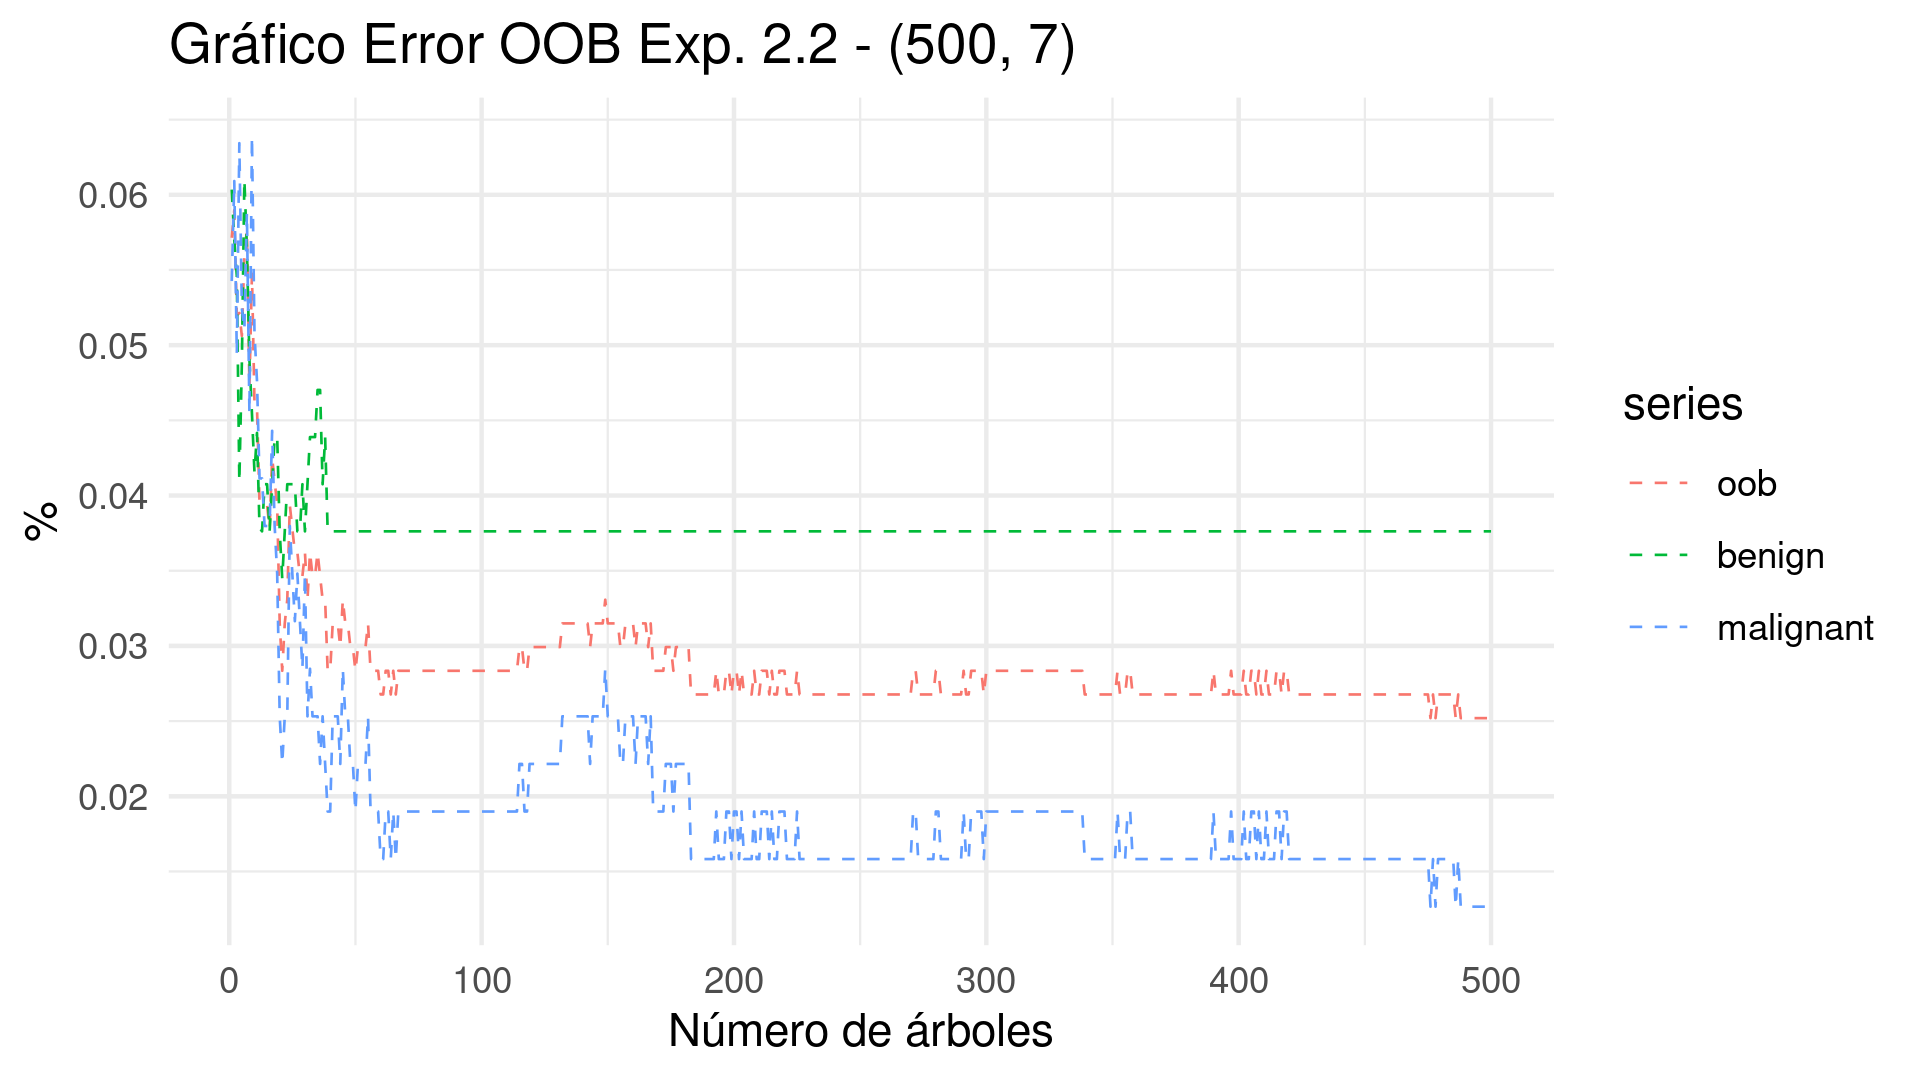 Gráfico Error OOB Exp. 2.2 - (500, 7)
%
0.06
0.05
0.04
0.03
0.02
0 100 200 300 400 500
Número de árboles
series
oob
benign
malignant